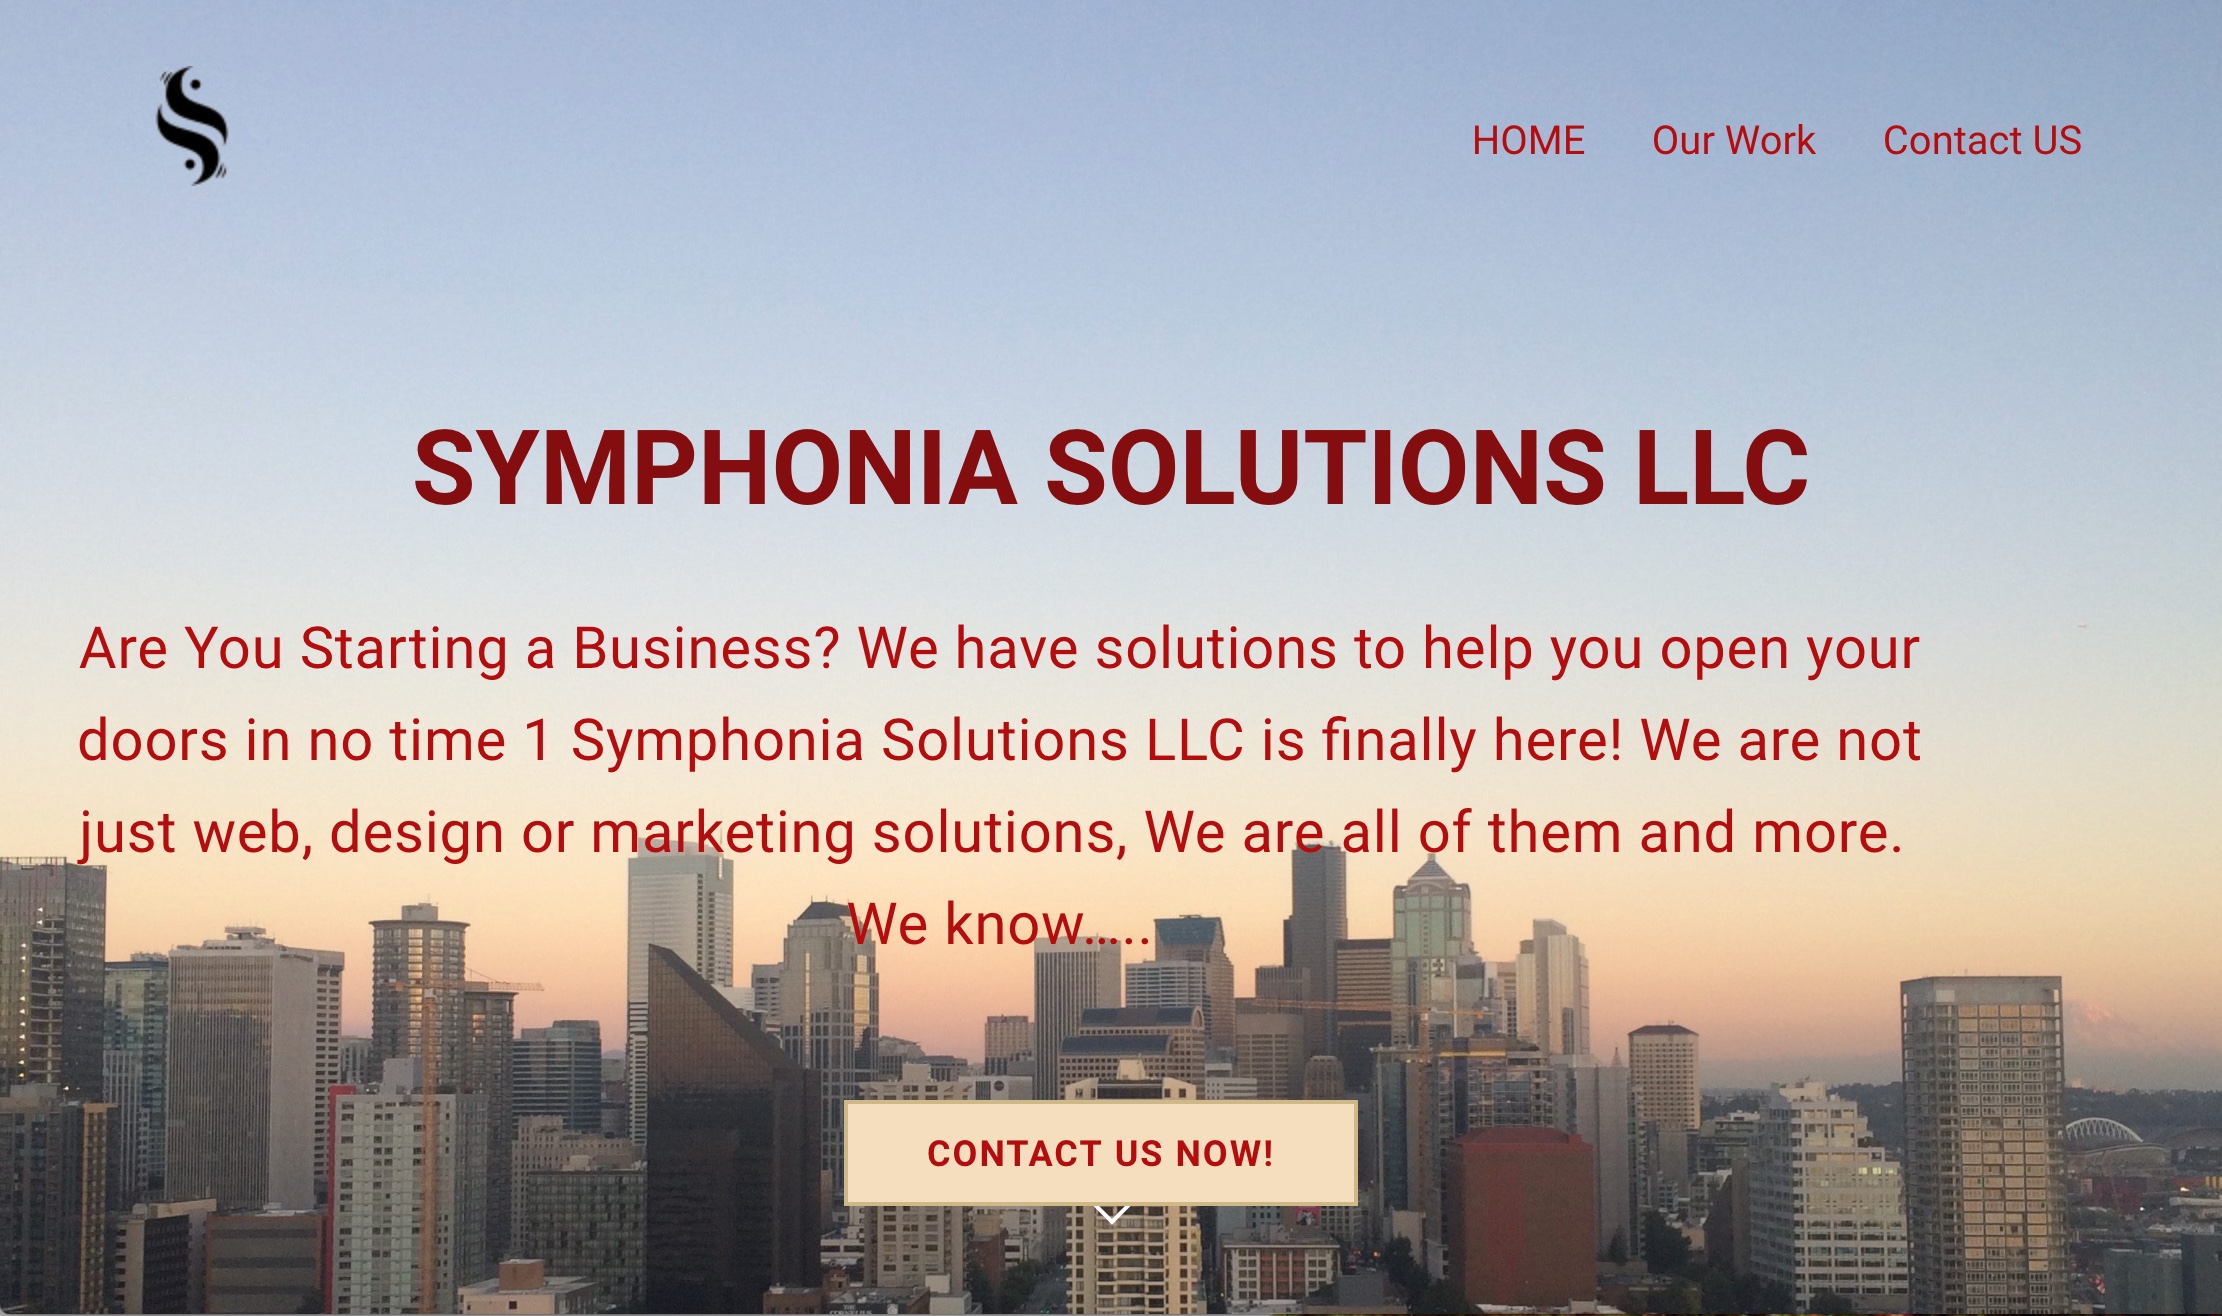 HOME Our Work Contact US
SYMPHONIA SOLUTIONS LLC
Are You Starting a Business? We have solutions to help you open your
doors in no time 1 Symphonia Solutions LLC is finally here! We are not
just web, design or marketing solutions, We are all of them and more.
We know.....
CONTACT US NOW!